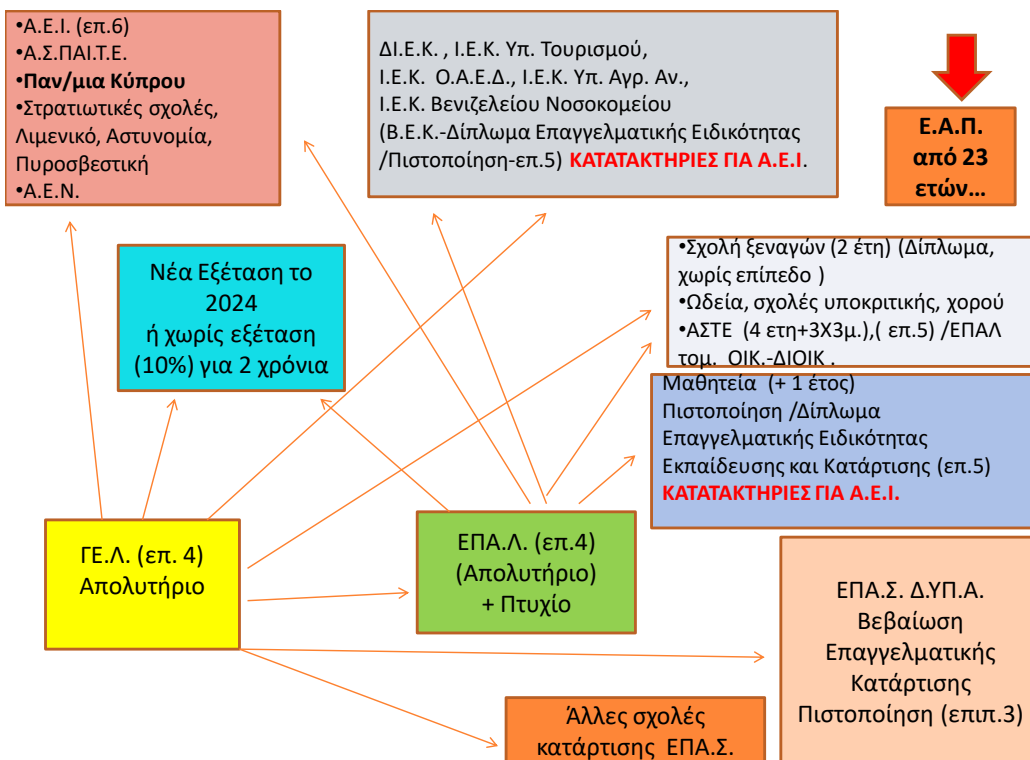 •Α.Ε.Ι. (επ.6)
•Α.Σ.ΠΑΙ.Τ.Ε.
•Παν/μια Κύπρου
•Στρατιωτικές σχολές,
Λιμενικό, Αστυνομία,
Πυροσβεστική
•Α.Ε.Ν.
ΔΙ.Ε.Κ. , Ι.Ε.Κ. Υπ. Τουρισμού,
Ι.Ε.Κ. Ο.Α.Ε.Δ., Ι.Ε.Κ. Υπ. Αγρ. Αν.,
Ι.Ε.Κ. Βενιζελείου Νοσοκομείου
(Β.Ε.Κ.-Δίπλωμα Επαγγελματικής Ειδικότητας
/Πιστοποίηση-επ.5) ΚΑΤΑΤΑΚΤΗΡΙΕΣ ΓΙΑ Α.Ε.Ι.
Ε.Α.Π.
από 23
ετών...
Νέα Εξέταση το
2024
ή χωρίς εξέταση
(10%) για 2 χρόνια
•Σχολή ξεναγών (2 έτη) (Δίπλωμα,
χωρίς επίπεδο )
•Ωδεία, σχολές υποκριτικής, χορού
•ΑΣΤΕ (4 ετη+3Χ3μ.),( επ.5) /ΕΠΑΛ
τομ. ΟΙΚ.-ΔΙΟΙΚ .
Μαθητεία (+ 1 έτος)
Πιστοποίηση /Δίπλωμα
Επαγγελματικής Ειδικότητας
Εκπαίδευσης και Κατάρτισης (επ.5)
ΚΑΤΑΤΑΚΤΗΡΙΕΣ ΓΙΑ Α.Ε.Ι.
ΓΕ.Λ. (επ. 4)
Απολυτήριο
ΕΠΑ.Λ. (επ.4)
(Απολυτήριο)
+ Πτυχίο
ΕΠΑ.Σ. Δ.ΥΠ.Α.
Βεβαίωση
Επαγγελματικής
Κατάρτισης
Πιστοποίηση (επιπ.3)
Άλλες σχολές
κατάρτισης ΕΠΑ.Σ.